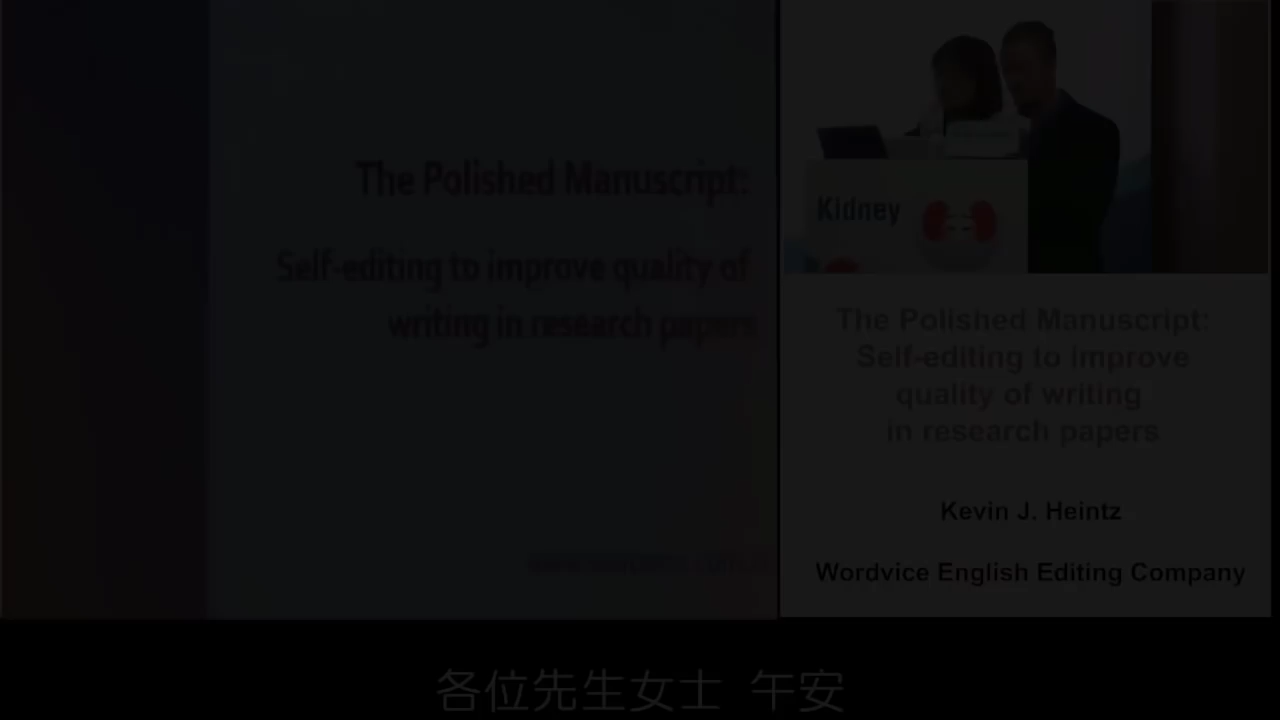 The Polished Manuscript:
Self-editing to improve quality of
writing in research papers
Kidney
The Polished Manuscript:
Self-editing to improve
quality of writing
in research papers
Kevin J. Heintz
Wordvice English Editing Company
各位先生女士 午安